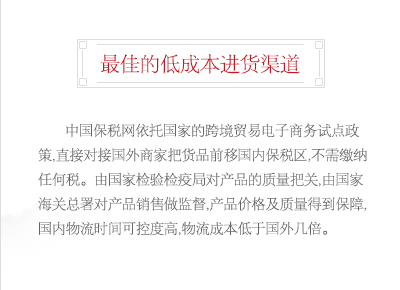 最佳的低成本进货渠道
中国保税网依托国家的跨境贸易电子商务试点政
策,直接对接国外商家把货品前移国内保税区,不需缴纳
任何税。由国家检验检疫局对产品的质量把关,由国家
海关总署对产品销售做监督,产品价格及质量得到保障,
国内物流时间可控度高,物流成本低于国外几倍。